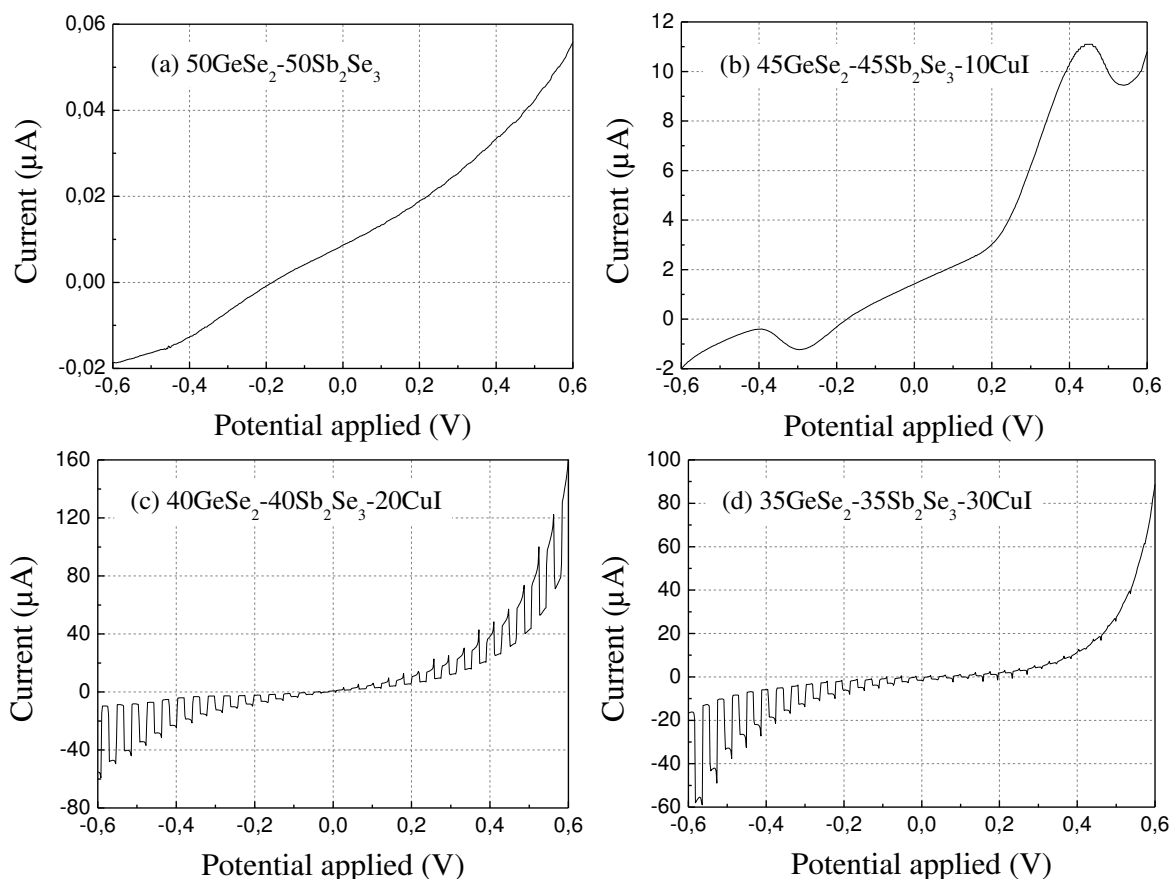 0,06
0,04
0,02
0,00
-0,02
Current (µA)
(a) 50GeSe₂-50Sb₂Se₃
-0,6 -0,4 -0,2 0,0 0,2 0,4 0,6
Potential applied (V)
12
10
8
6
4
2
0
-2
Current (µA)
(b) 45GeSe₂-45Sb₂Se₃-10CuI
-0,6 -0,4 -0,2 0,0 0,2 0,4 0,6
Potential applied (V)
160
120
80
40
0
-40
-80
Current (µA)
(c) 40GeSe₂-40Sb₂Se₃-20CuI
-0,6 -0,4 -0,2 0,0 0,2 0,4 0,6
Potential applied (V)
100
80
60
40
20
0
-20
-40
-60
Current (µA)
(d) 35GeSe₂-35Sb₂Se₃-30CuI
-0,6 -0,4 -0,2 0,0 0,2 0,4 0,6
Potential applied (V)